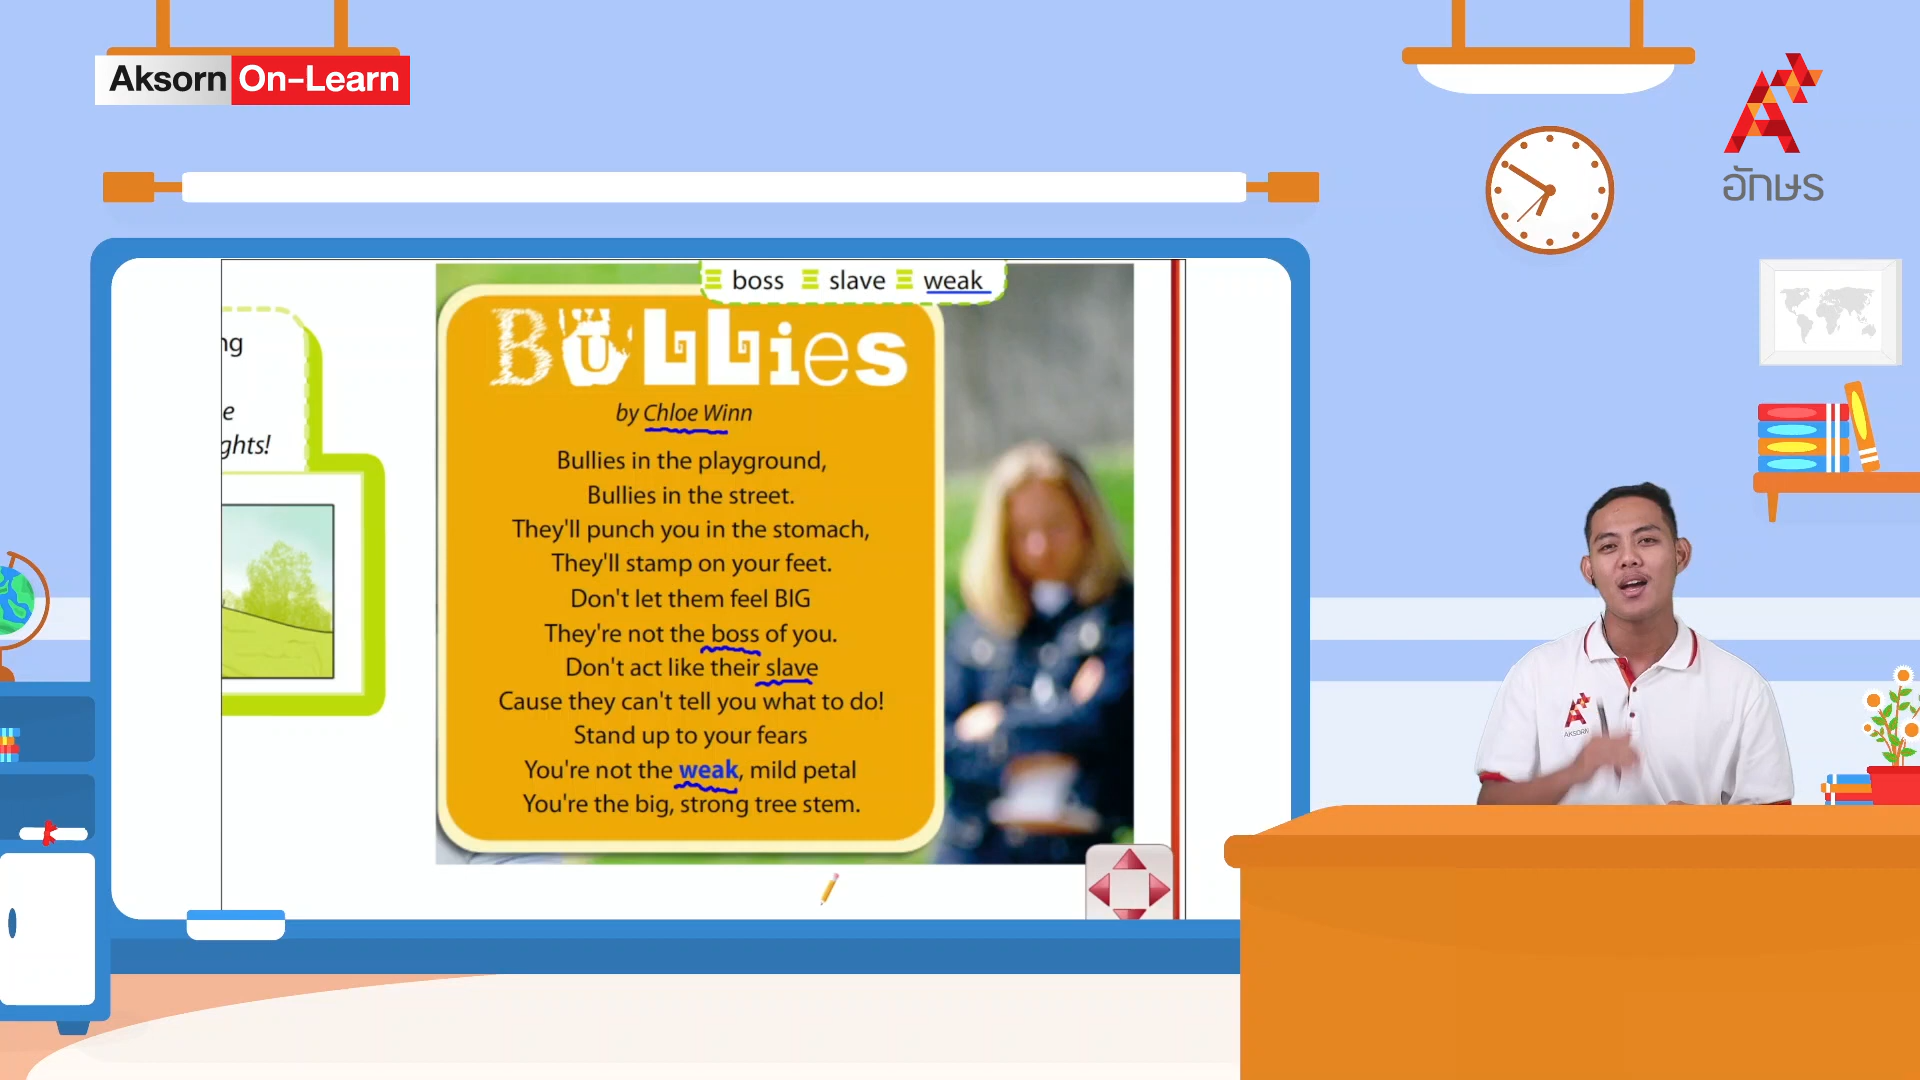 Aksorn On-Learn
อักษร
boss slave weak
ng
e
ghts!
BULLies
by Chloe Winn
Bullies in the playground,
Bullies in the street.
They'll punch you in the stomach,
They'll stamp on your feet.
Don't let them feel BIG
They're not the boss of you.
Don't act like their slave
Cause they can't tell you what to do!
Stand up to your fears
You're not the weak, mild petal
You're the big, strong tree stem.
AKSORN